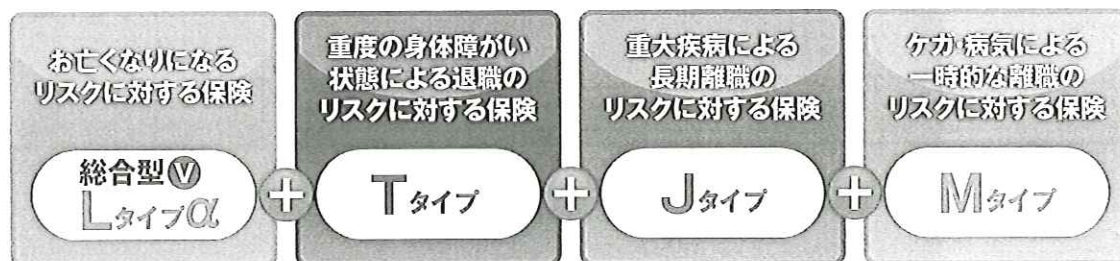 お亡くなりになる
リスクに対する保険
総合型Ⓥ
Lタイプα
+
重度の身体障がい
状態による退職の
リスクに対する保険
Tタイプ
+
重大疾病による
長期離職の
リスクに対する保険
Jタイプ
+
ケガ・病気による
一時的な離職の
リスクに対する保険
Mタイプ